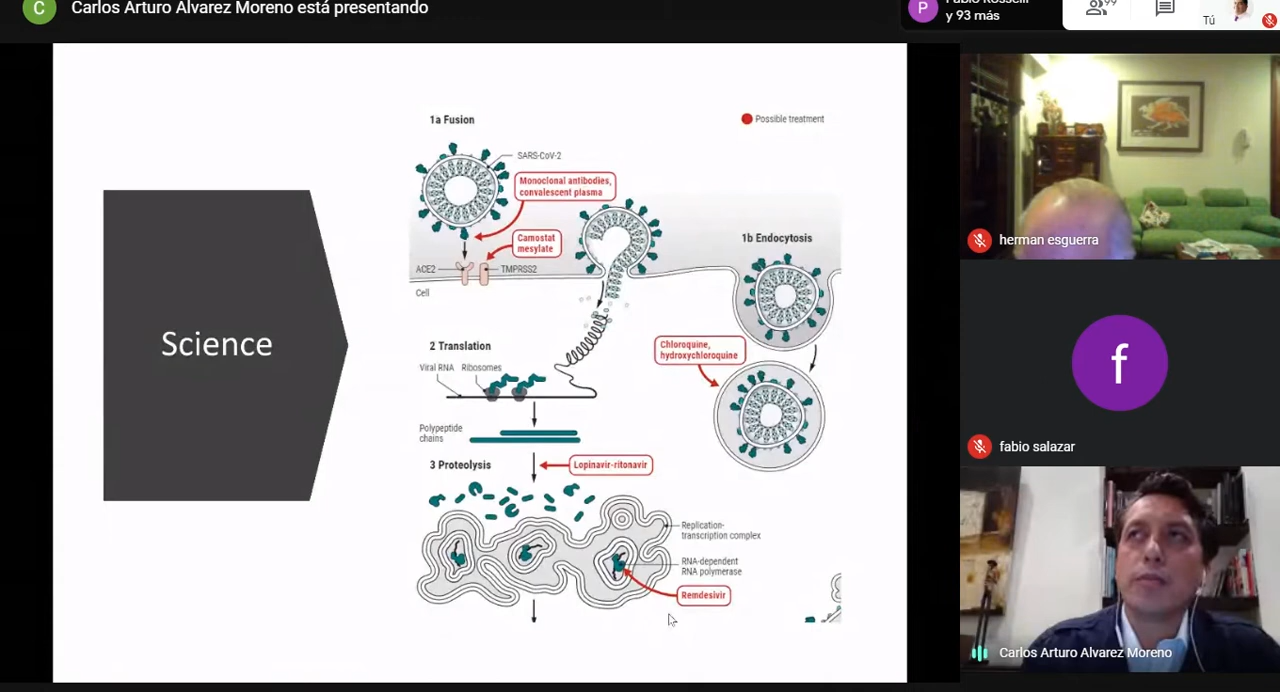 C
Carlos Arturo Alvarez Moreno está presentando
P
y 93 más
Tú
1a Fusion
Possible treatment
SARS-CoV-2
Monoclonal antibodies,
convalescent plasma
Camostat
mesylate
1b Endocytosis
ACE2
TMPRSS2
Cell
herman esguerra
Science
2 Translation
Viral RNA
Ribosomes
Chloroquine,
hydroxychloroquine
f
Polypeptide
chains
fabio salazar
3 Proteolysis
Lopinavir-ritonavir
Replication-
transcription complex
RNA-dependent
RNA polymerase
Remdesivir
Carlos Arturo Alvarez Moreno